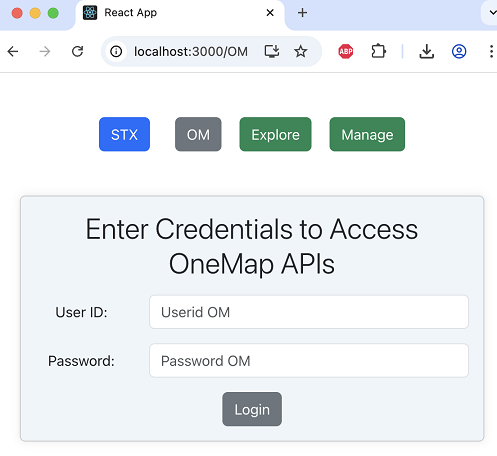 React App
localhost:3000/OM
ABP
STX OM Explore Manage
Enter Credentials to Access
OneMap APIs
User ID: Userid OM
Password: Password OM
Login